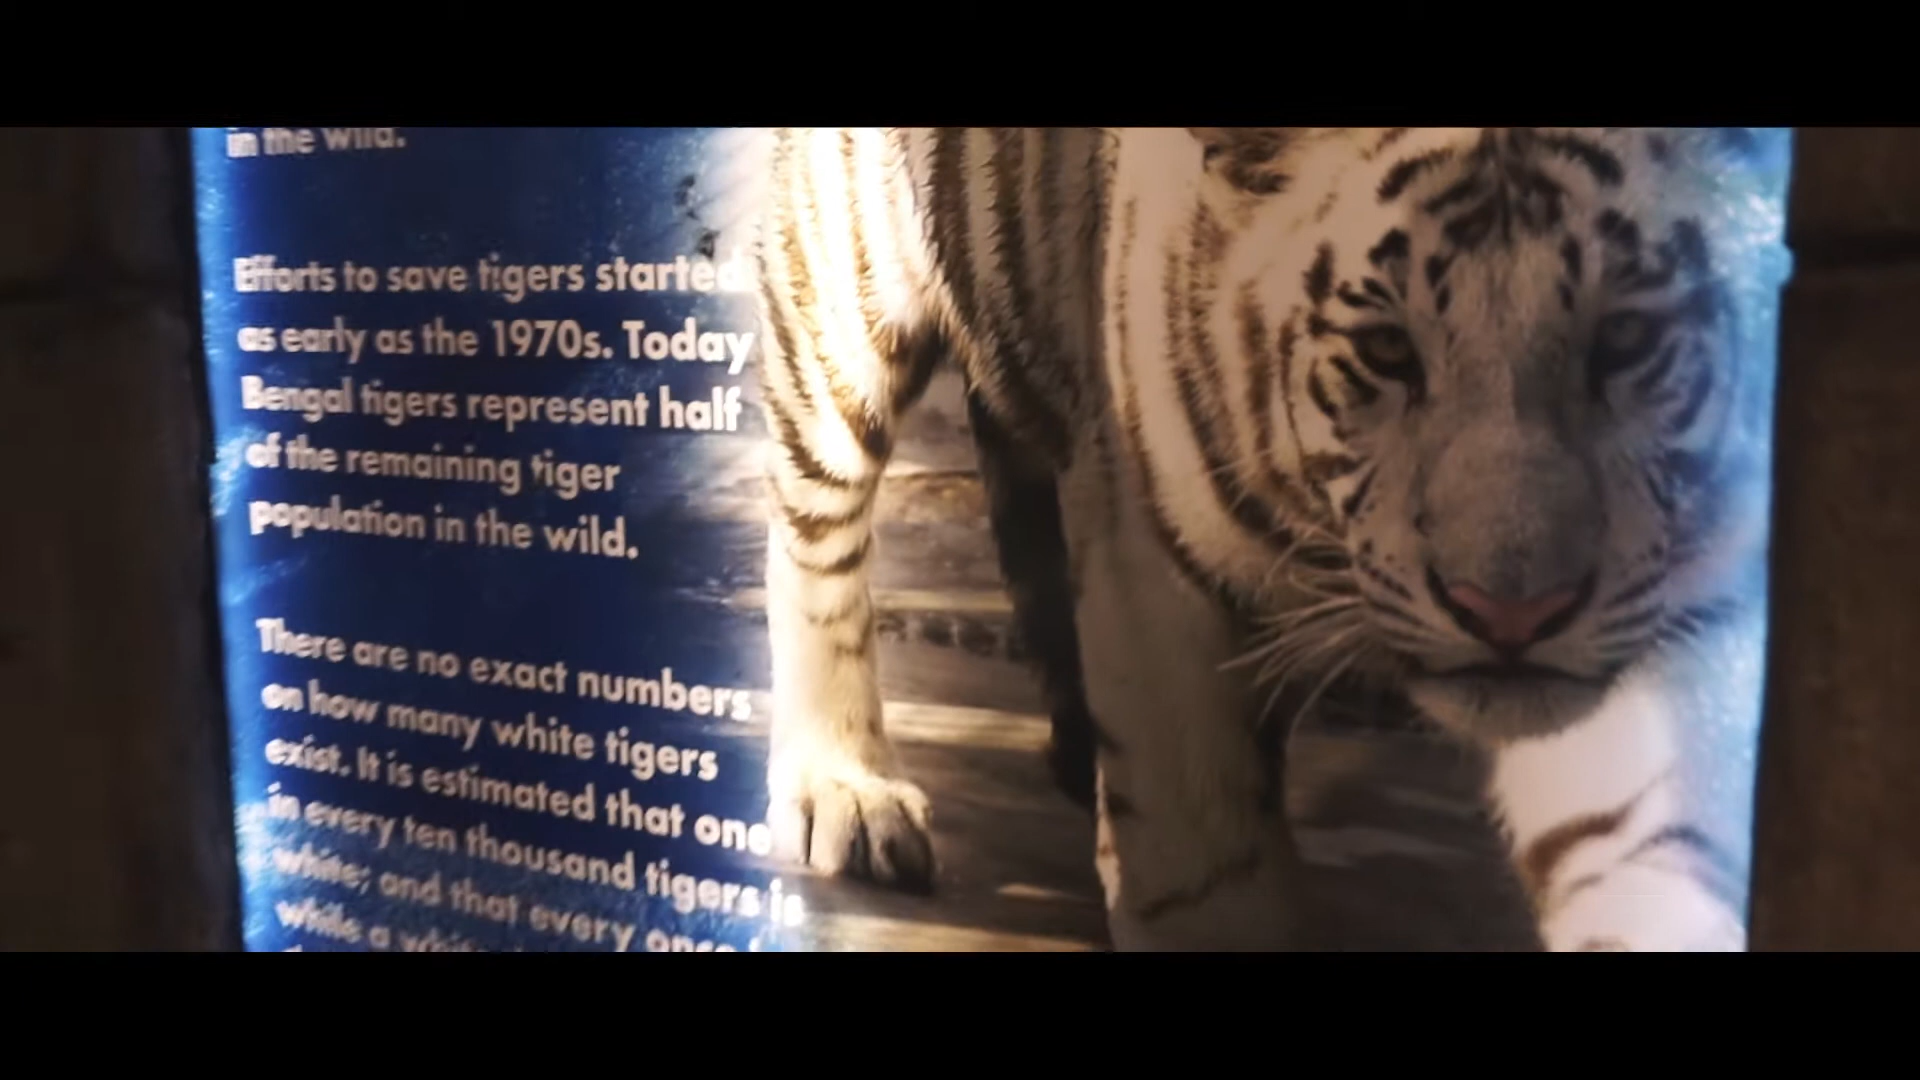 in the wild.
Efforts to save tigers started
as early as the 1970s. Today
Bengal tigers represent half
of the remaining tiger
population in the wild.
There are no exact numbers
on how many white tigers
exist. It is estimated that one
in every ten thousand tigers is
white; and that every once
while a